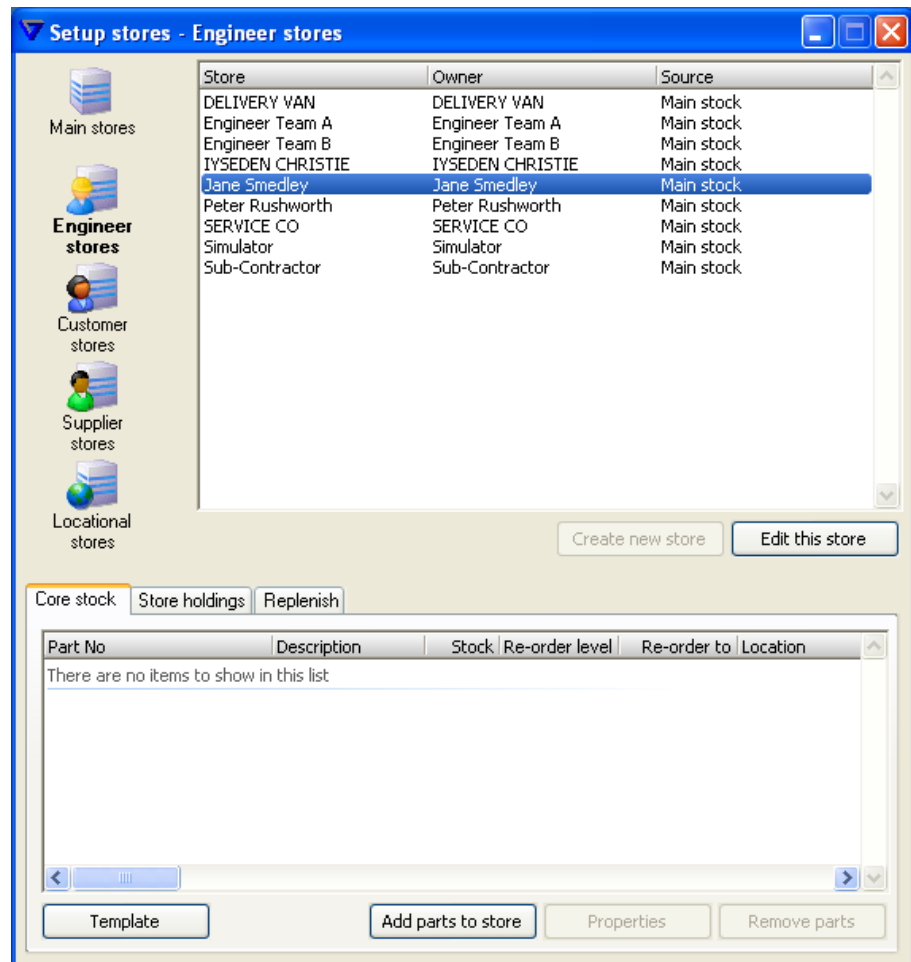 Setup stores - Engineer stores
Main stores
Engineer
stores
Customer
stores
Supplier
stores
Locational
stores
Store Owner Source
DELIVERY VAN DELIVERY VAN Main stock
Engineer Team A Engineer Team A Main stock
Engineer Team B Engineer Team B Main stock
IYSEDEN CHRISTIE IYSEDEN CHRISTIE Main stock
Jane Smedley Jane Smedley Main stock
Peter Rushworth Peter Rushworth Main stock
SERVICE CO SERVICE CO Main stock
Simulator Simulator Main stock
Sub-Contractor Sub-Contractor Main stock
Create new store Edit this store
Core stock Store holdings Replenish
Part No Description Stock Re-order level Re-order to Location
There are no items to show in this list
Template Add parts to store Properties Remove parts